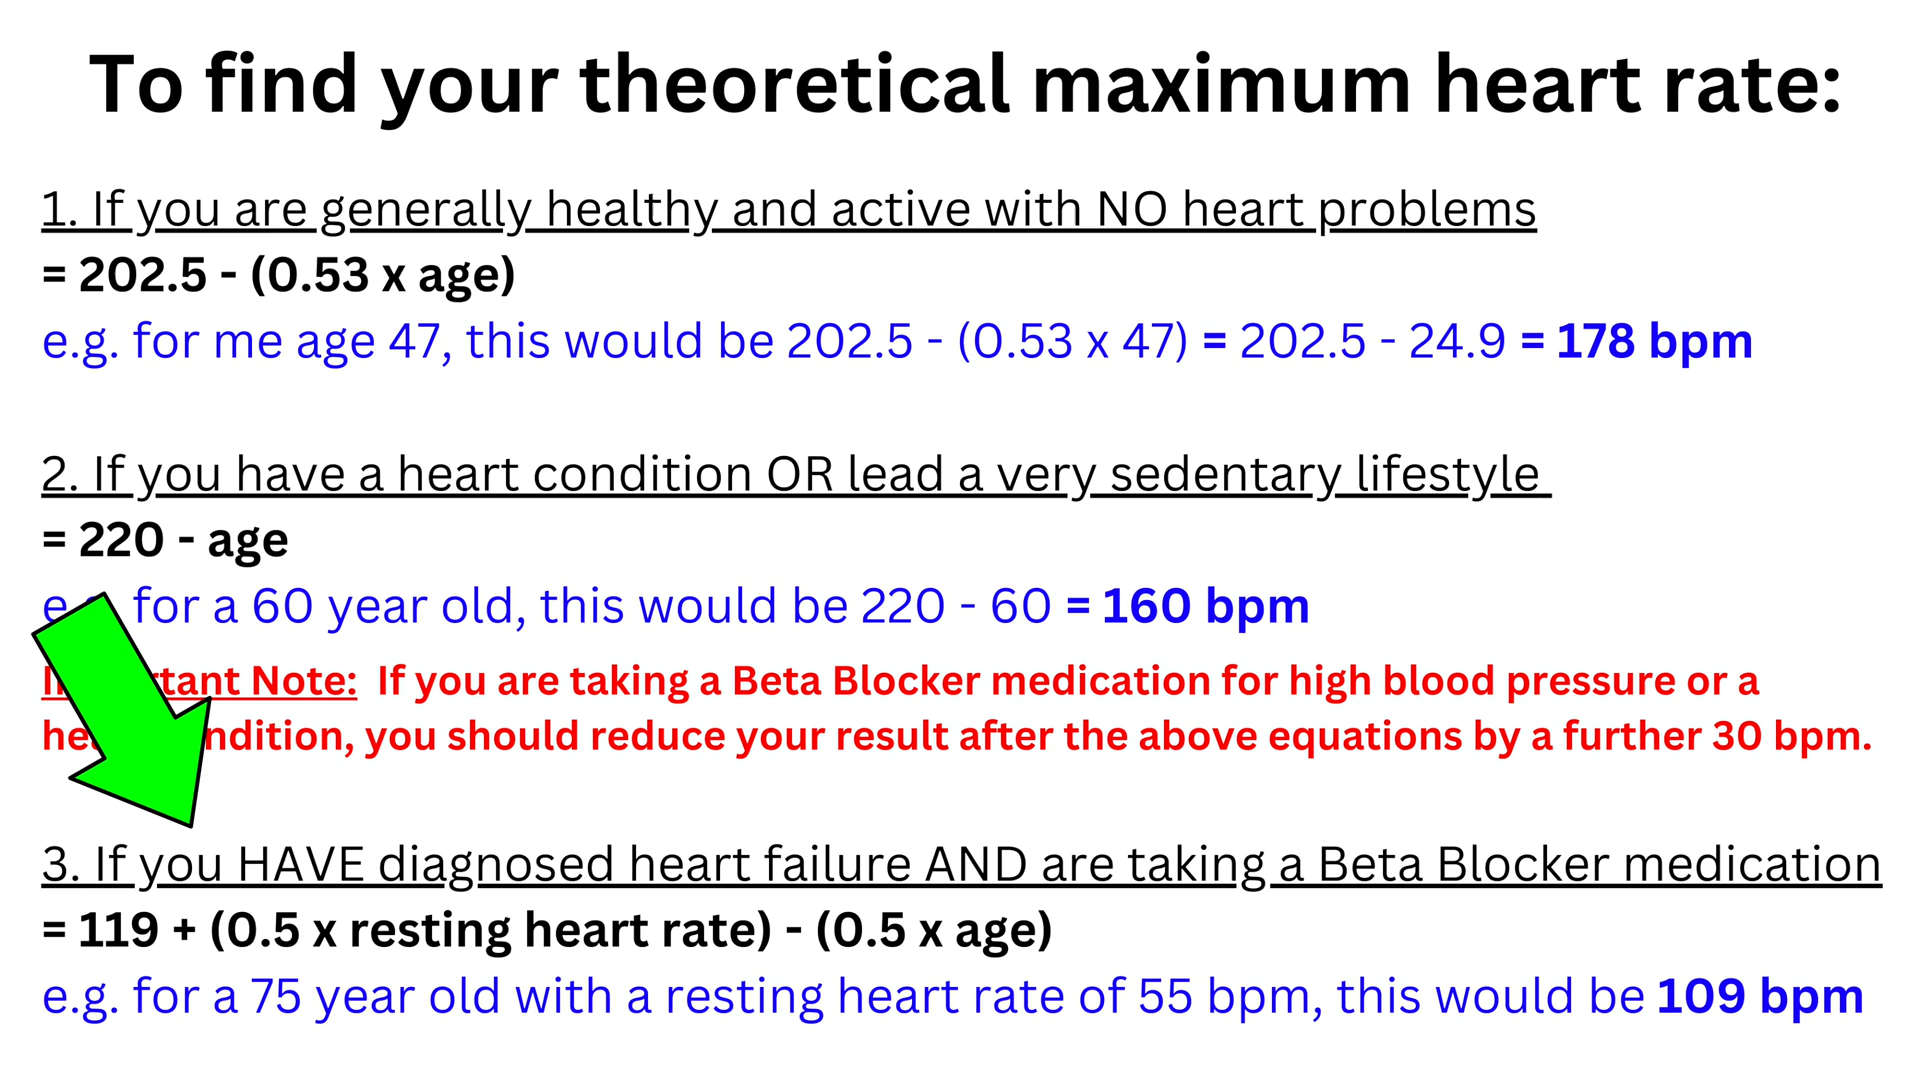 To find your theoretical maximum heart rate:
1. If you are generally healthy and active with NO heart problems
= 202.5 - (0.53 x age)
e.g. for me age 47, this would be 202.5 - (0.53 x 47) = 202.5 - 24.9 = 178 bpm
2. If you have a heart condition OR lead a very sedentary lifestyle
= 220 - age
for a 60 year old, this would be 220 - 60 = 160 bpm
Note: If you are taking a Beta Blocker medication for high blood pressure or a
you should reduce your result after the above equations by a further 30 bpm.
3. If you HAVE diagnosed heart failure AND are taking a Beta Blocker medication
= 119 + (0.5 x resting heart rate) - (0.5 x age)
e.g. for a 75 year old with a resting heart rate of 55 bpm, this would be 109 bpm